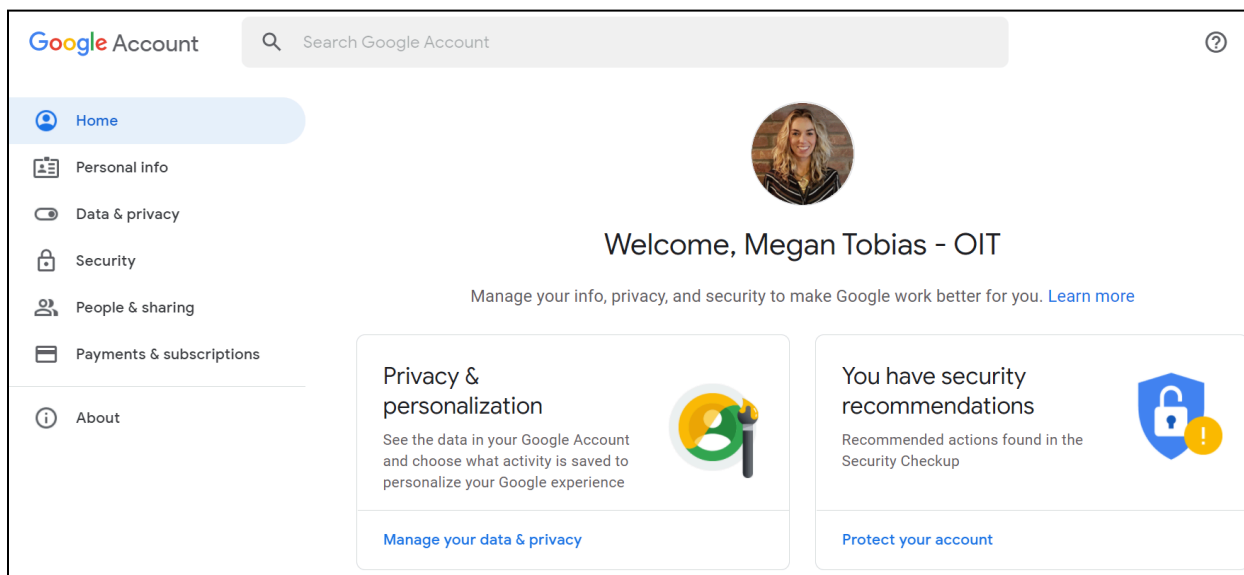 Google Account
Search Google Account
Home
Personal info
Data & privacy
Security
People & sharing
Payments & subscriptions
About
Welcome, Megan Tobias - OIT
Manage your info, privacy, and security to make Google work better for you. Learn more
Privacy &
personalization
See the data in your Google Account
and choose what activity is saved to
personalize your Google experience
Manage your data & privacy
You have security
recommendations
Recommended actions found in the
Security Checkup
Protect your account